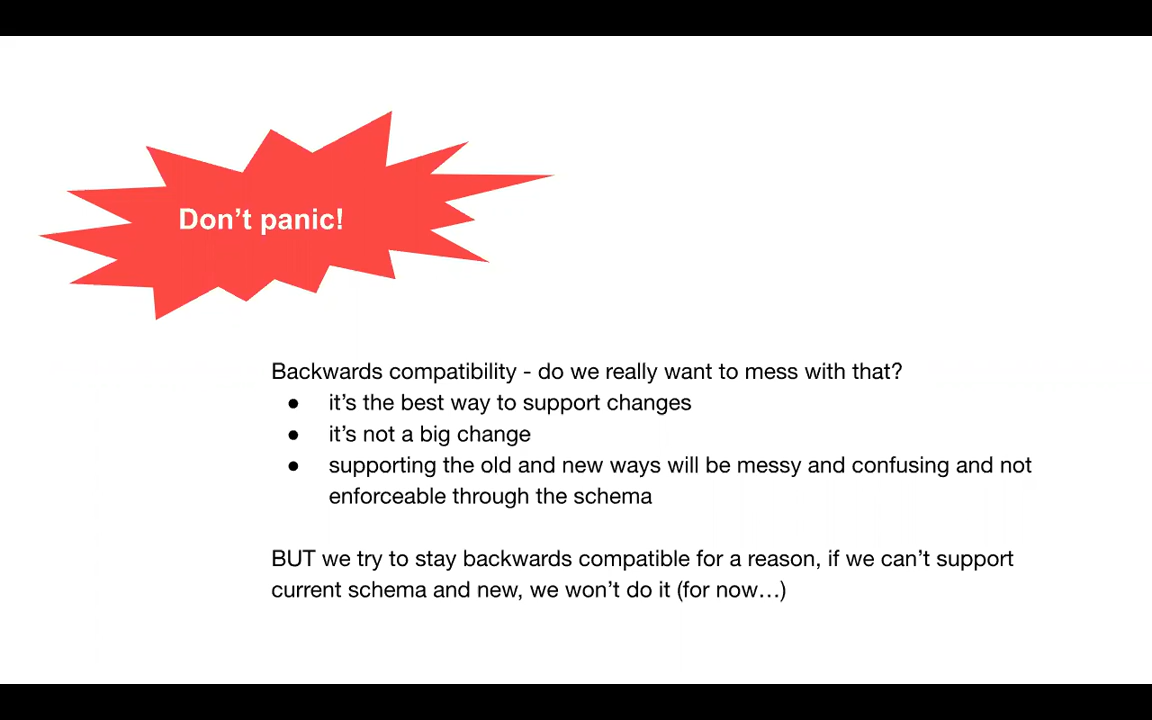 Don’t panic!
Backwards compatibility - do we really want to mess with that?
● it’s the best way to support changes
● it’s not a big change
● supporting the old and new ways will be messy and confusing and not
enforceable through the schema
BUT we try to stay backwards compatible for a reason, if we can’t support
current schema and new, we won’t do it (for now…)